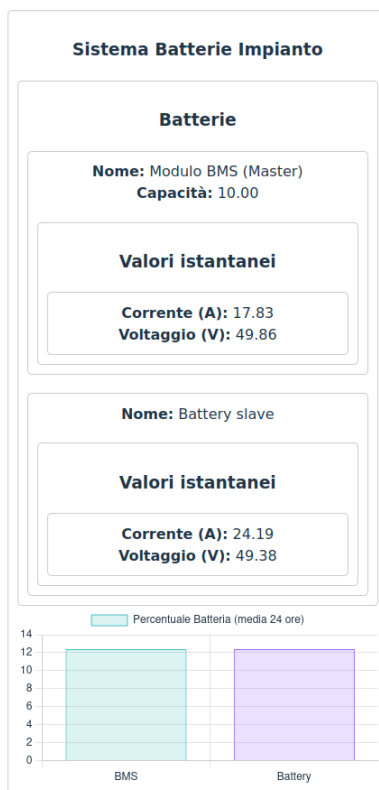 Sistema Batterie Impianto
Batterie
Nome: Modulo BMS (Master)
Capacità: 10.00
Valori istantanei
Corrente (A): 17.83
Voltaggio (V): 49.86
Nome: Battery slave
Valori istantanei
Corrente (A): 24.19
Voltaggio (V): 49.38
Percentuale Batteria (media 24 ore)
14
12
10
8
6
4
2
0
BMS Battery